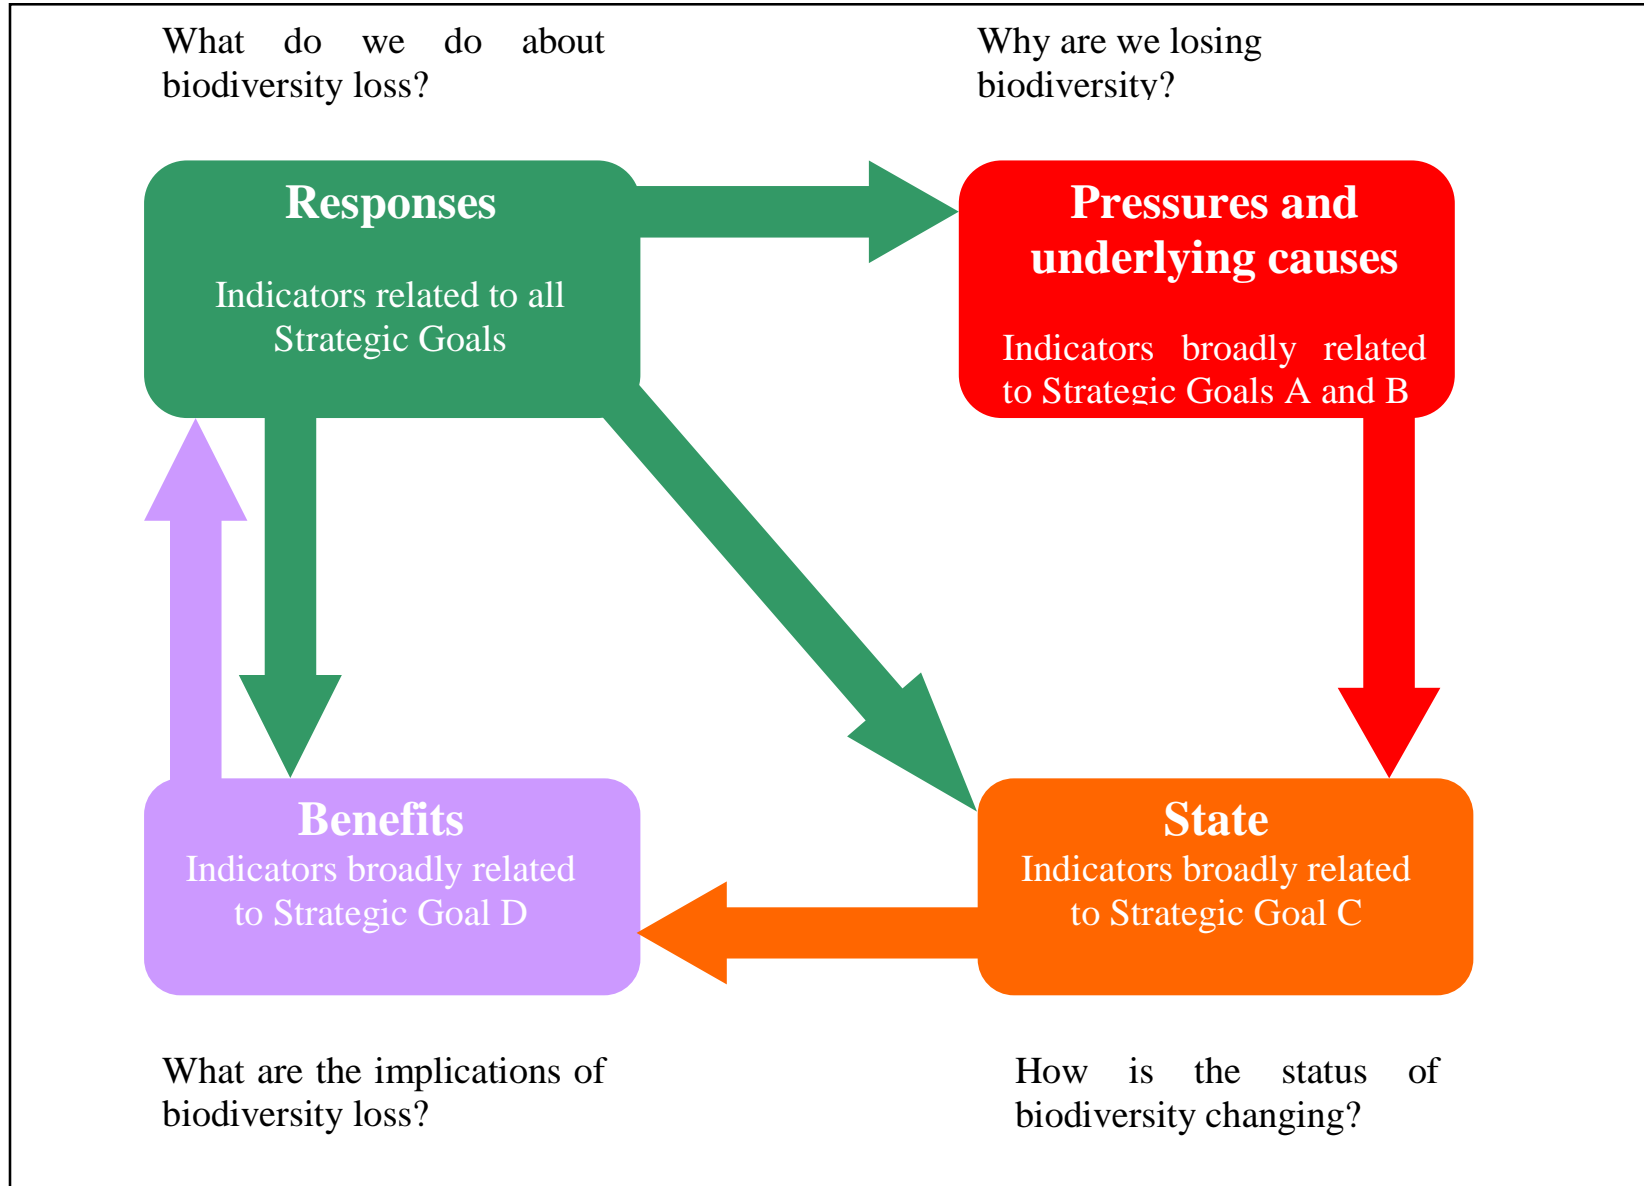 What do we do about
biodiversity loss?
Why are we losing
biodiversity?
Responses
Indicators related to all
Strategic Goals
Pressures and
underlying causes
Indicators broadly related
to Strategic Goals A and B
Benefits
Indicators broadly related
to Strategic Goal D
State
Indicators broadly related
to Strategic Goal C
What are the implications of
biodiversity loss?
How is the status of
biodiversity changing?